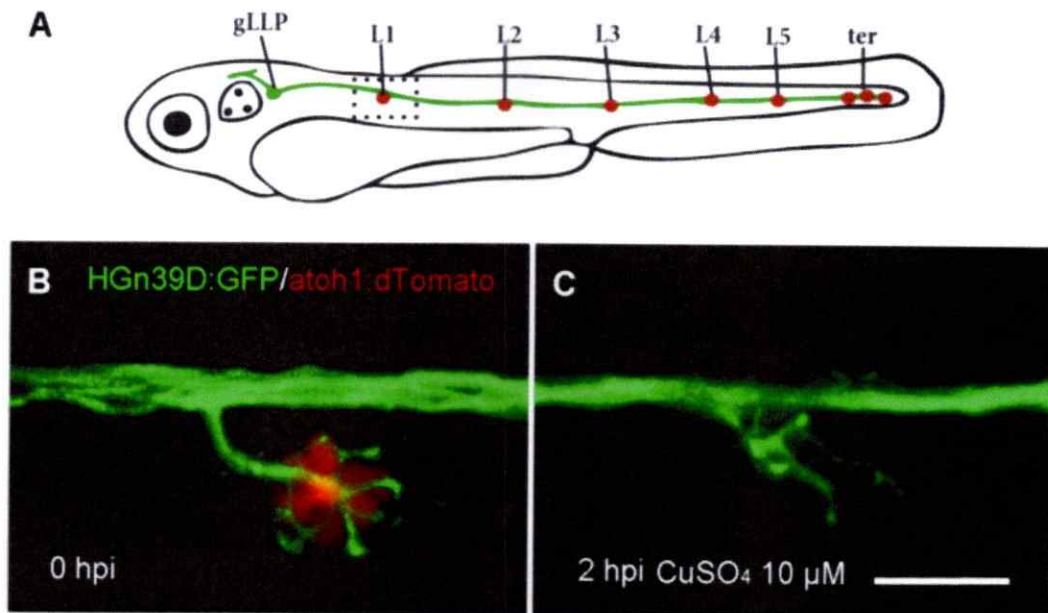 A
gLLP
L1
L2
L3
L4
L5
ter
B
HGn39D:GFP/atoh1:dTomato
C
0 hpi
2 hpi CuSO₄ 10 µM